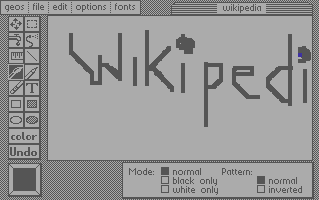 geos file edit options fonts
wikipedia
Wikipedi
T
color
Undo
Mode: normal Pattern:
black only normal
white only inverted